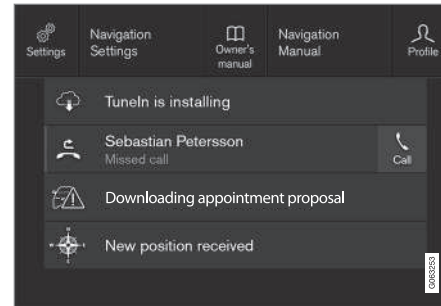 Settings
Navigation
Settings
Owner's
manual
Navigation
Manual
Profile
TuneIn is installing
Sebastian Petersson
Missed call
Call
Downloading appointment proposal
New position received
G063253